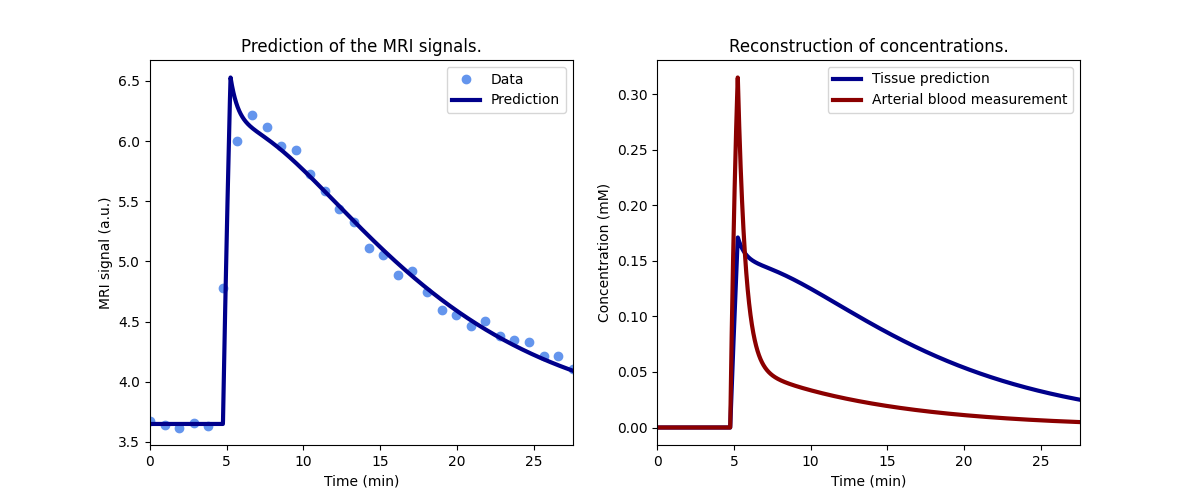 Prediction of the MRI signals.
MRI signal (a.u.)
6.5
6.0
5.5
5.0
4.5
4.0
3.5
0 5 10 15 20 25
Time (min)
Data
Prediction
Reconstruction of concentrations.
Concentration (mM)
0.30
0.25
0.20
0.15
0.10
0.05
0.00
0 5 10 15 20 25
Time (min)
Tissue prediction
Arterial blood measurement